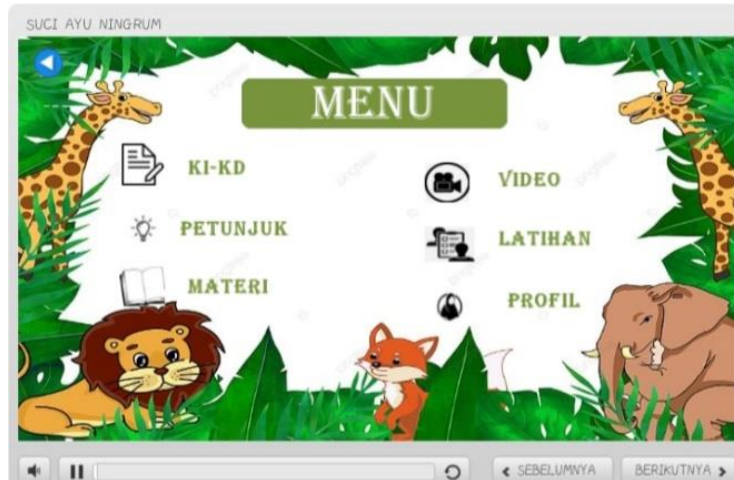 SUCI AYU NINGRUM
MENU
KI-KD
PETUNJUK
MATERI
VIDEO
LATIHAN
PROFIL
SEBELUMNYA
BERIKUTNYA